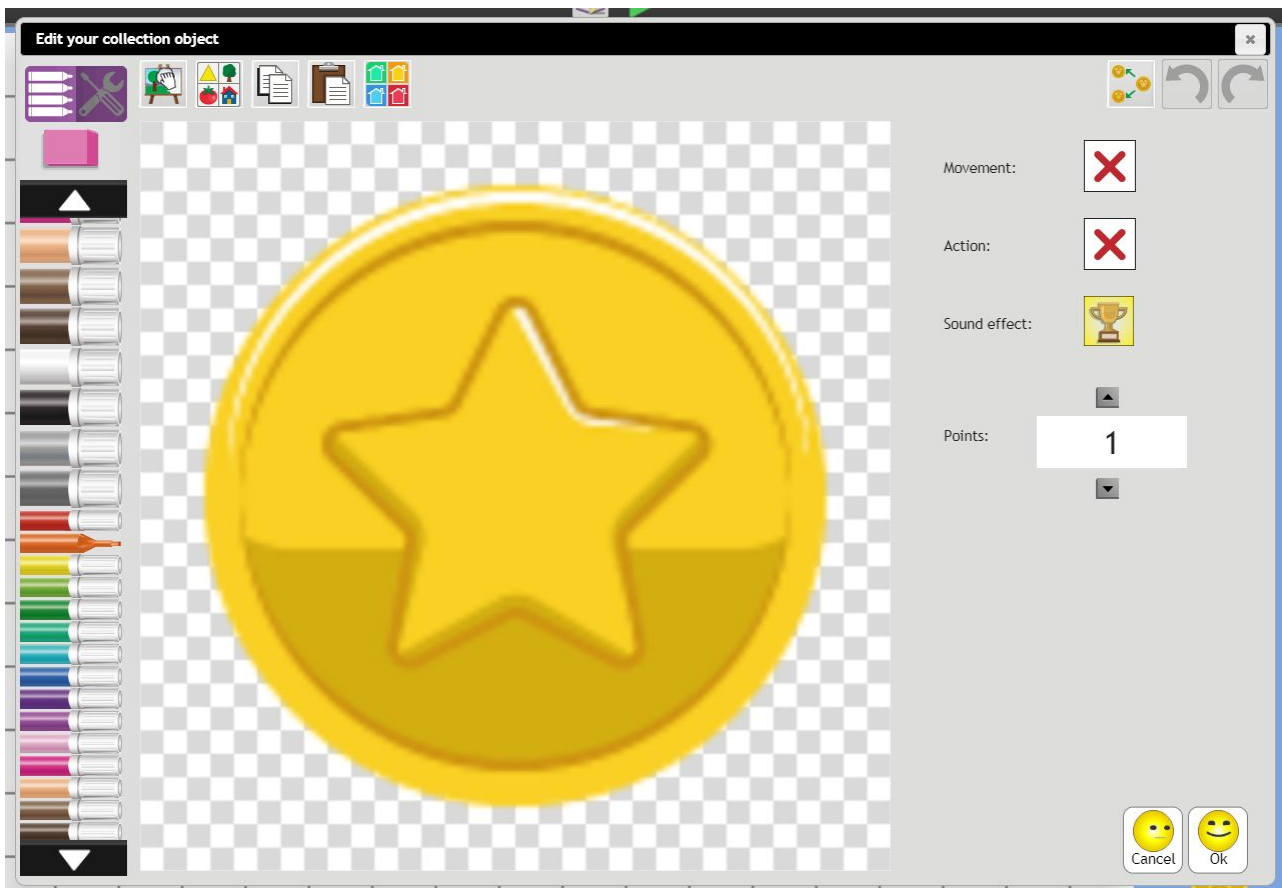 Edit your collection object
Movement:
Action:
Sound effect:
Points:
1
Cancel
Ok